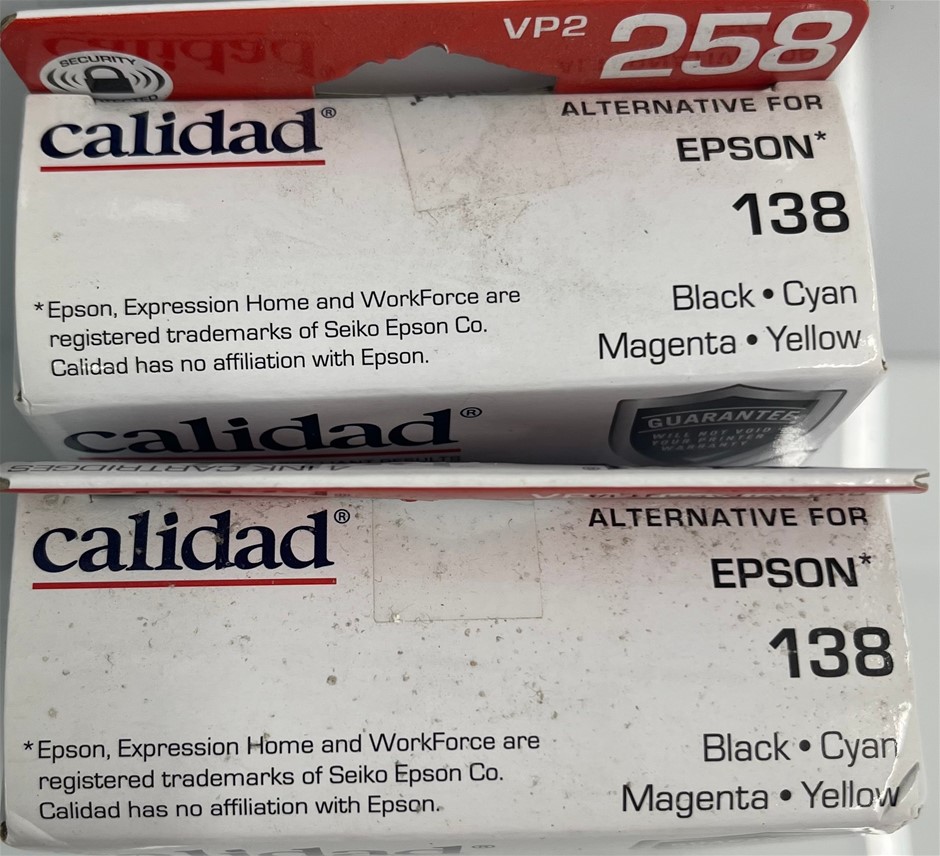 VP2 258
SECURITY
calidad®
ALTERNATIVE FOR
EPSON*
138
Black • Cyan
Magenta • Yellow
*Epson, Expression Home and WorkForce are
registered trademarks of Seiko Epson Co.
Calidad has no affiliation with Epson.
calidad®
GUARANTEE
WILL NOT VOID
YOUR PRINTER
WARRANTY
4 INK CARTRIDGES
calidad®
ALTERNATIVE FOR
EPSON*
138
Black • Cyan
Magenta • Yellow
*Epson, Expression Home and WorkForce are
registered trademarks of Seiko Epson Co.
Calidad has no affiliation with Epson.